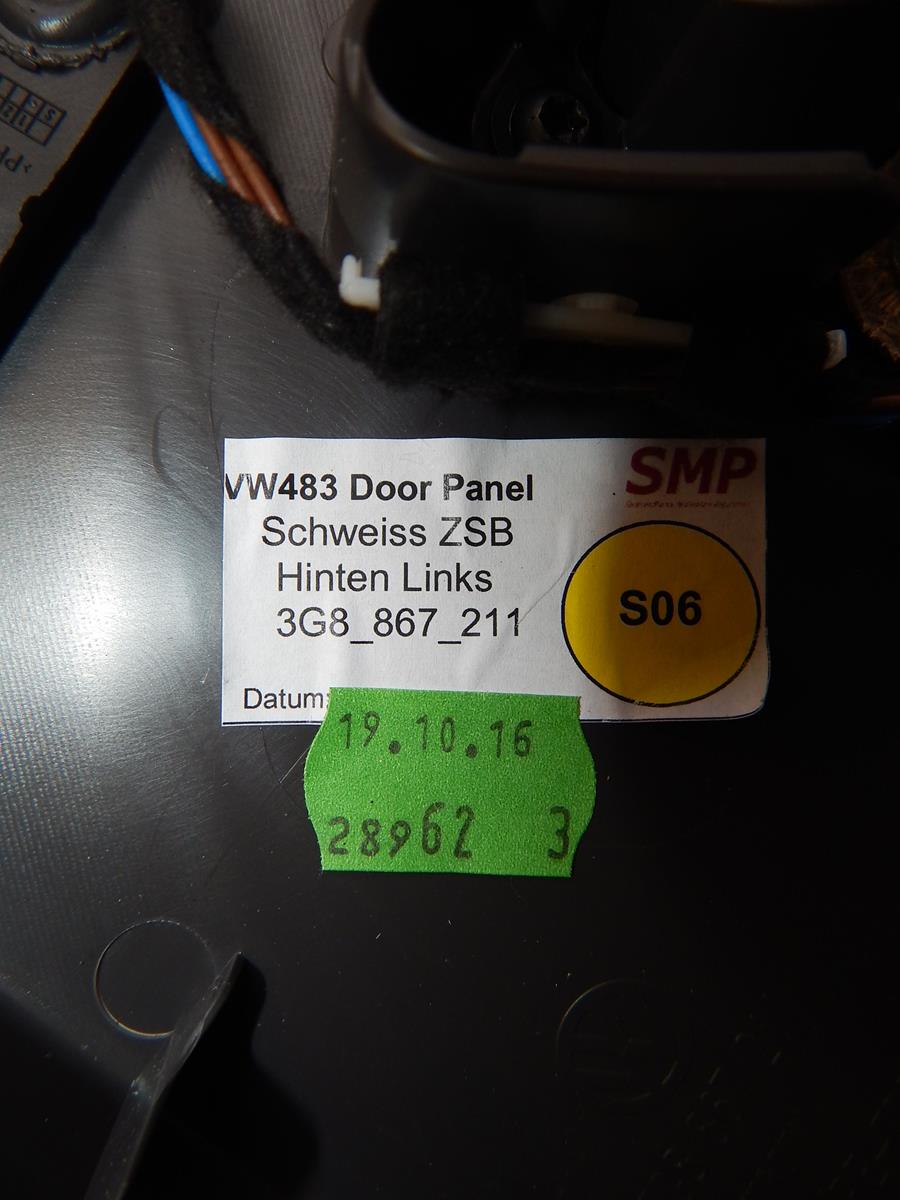 SMP
VW483 Door Panel
Schweiss ZSB
Hinten Links
3G8_867_211
S06
Datum:
19.10.16
28962 3